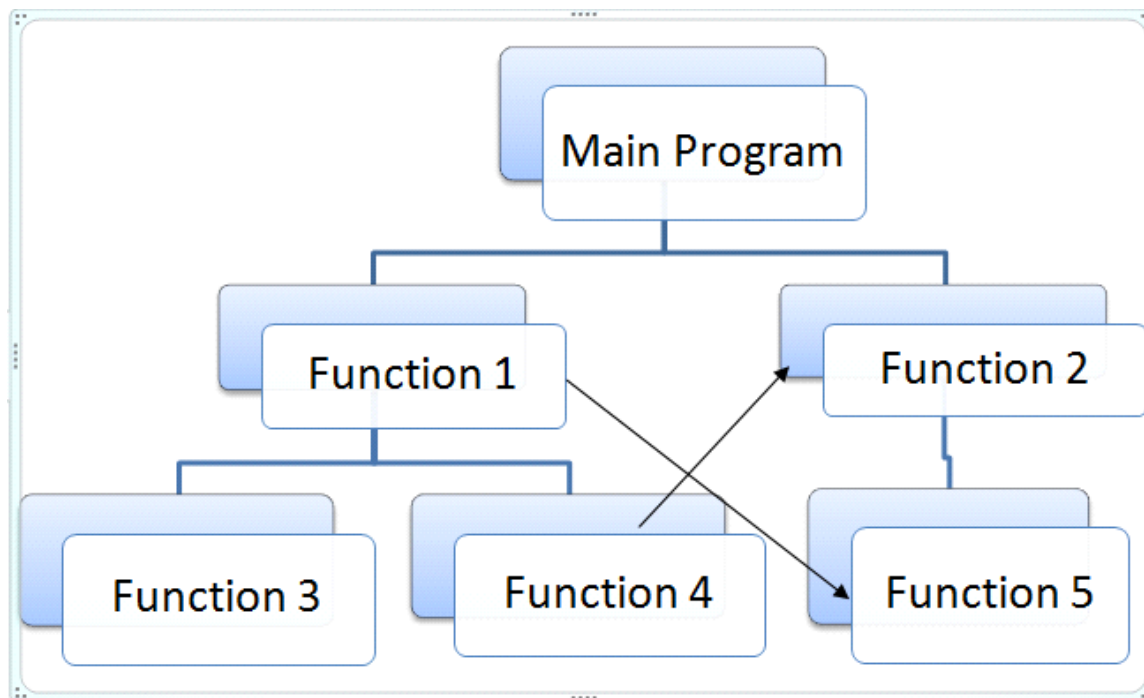 Main Program
Function 1
Function 2
Function 3
Function 4
Function 5